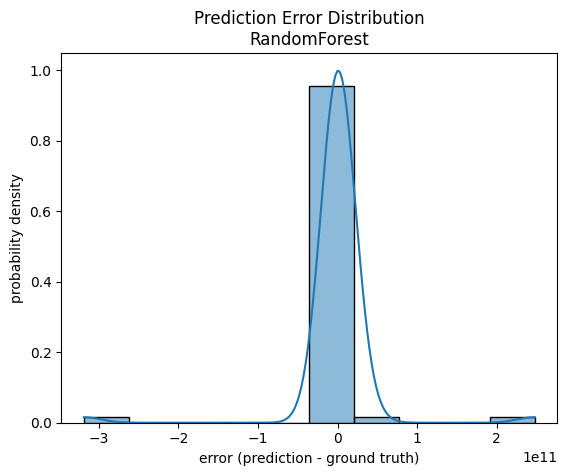 Prediction Error Distribution
RandomForest
1.0
0.8
0.6
0.4
0.2
0.0
probability density
−3
−2
−1
0
1
2
1e11
error (prediction - ground truth)